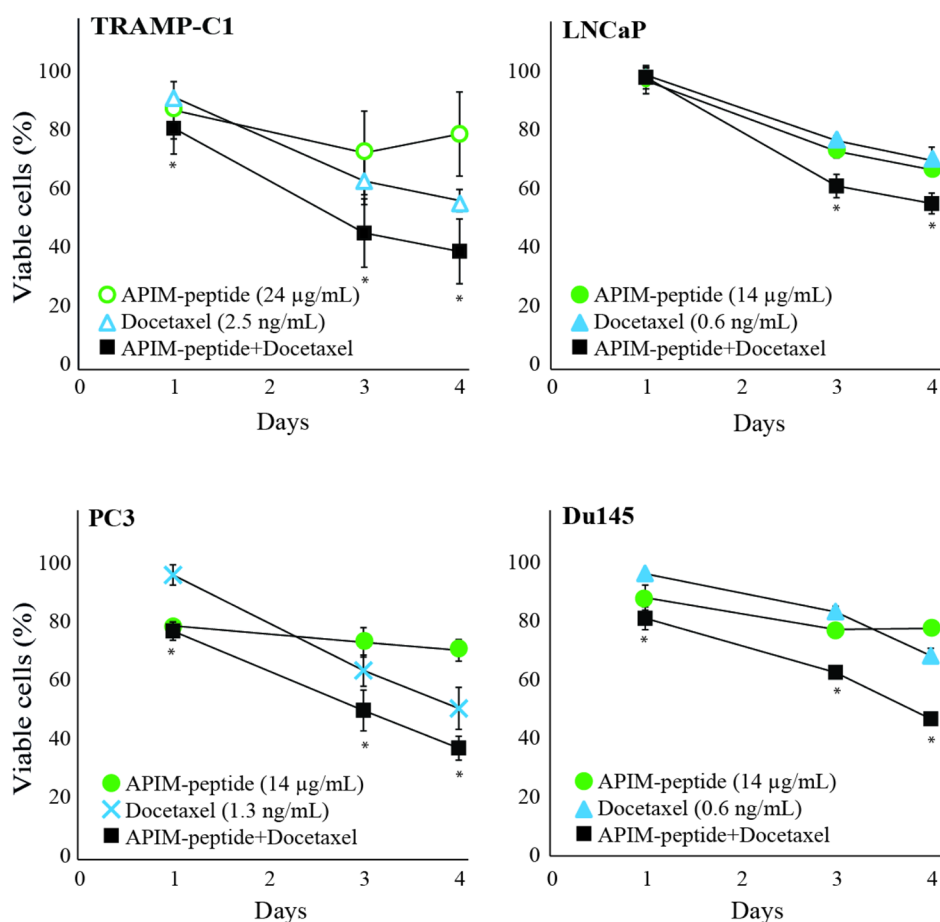 TRAMP-C1
Viable cells (%)
100
80
60
40
20
0
* * *
APIM-peptide (24 µg/mL)
Docetaxel (2.5 ng/mL)
APIM-peptide+Docetaxel
0 1 2 3 4
Days
LNCaP
100
80
60
40
20
0
* *
APIM-peptide (14 µg/mL)
Docetaxel (0.6 ng/mL)
APIM-peptide+Docetaxel
0 1 2 3 4
Days
PC3
Viable cells (%)
100
80
60
40
20
0
* * *
APIM-peptide (14 µg/mL)
Docetaxel (1.3 ng/mL)
APIM-peptide+Docetaxel
0 1 2 3 4
Days
Du145
100
80
60
40
20
0
* * *
APIM-peptide (14 µg/mL)
Docetaxel (0.6 ng/mL)
APIM-peptide+Docetaxel
0 1 2 3 4
Days